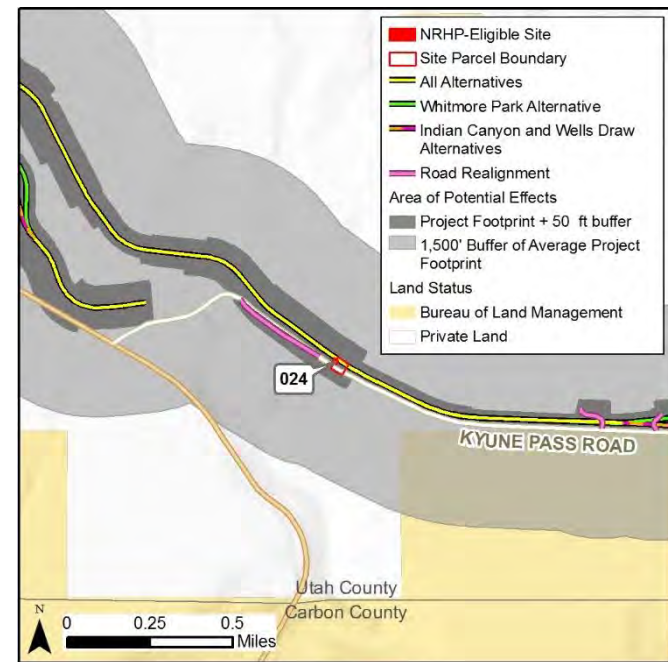 NRHP-Eligible Site
Site Parcel Boundary
All Alternatives
Whitmore Park Alternative
Indian Canyon and Wells Draw
Alternatives
Road Realignment
Area of Potential Effects
Project Footprint + 50 ft buffer
1,500' Buffer of Average Project
Footprint
Land Status
Bureau of Land Management
Private Land
024
KYUNE PASS ROAD
Utah County
Carbon County
N
0 0.25 0.5
Miles